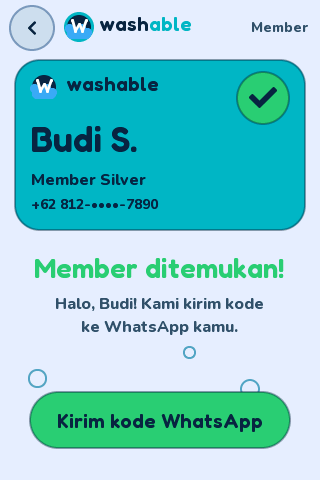 washable
Member
washable
Budi S.
Member Silver
+62 812-••••-7890
Member ditemukan!
Halo, Budi! Kami kirim kode
ke WhatsApp kamu.
Kirim kode WhatsApp